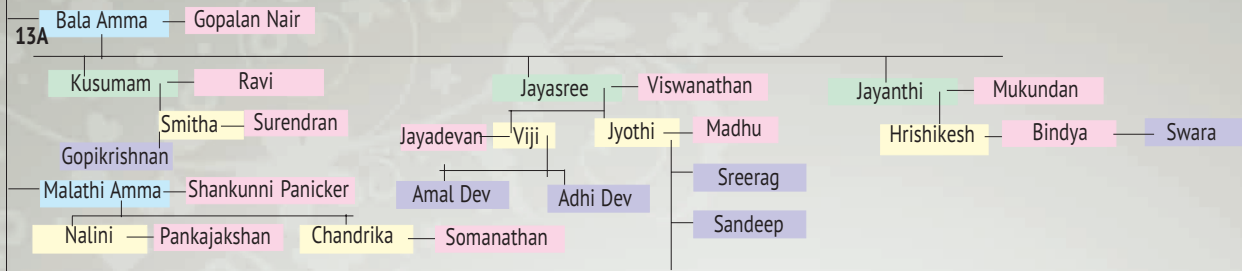 Bala Amma Gopalan Nair
13A
Kusumam Ravi Jayasree Viswanathan Jayanthi Mukundan
Smitha Surendran Jayadevan Viji Jyothi Madhu Hrishikesh Bindya Swara
Gopikrishnan
Malathi Amma Shankunni Panicker Amal Dev Adhi Dev Sreerag
Nalini Pankajakshan Chandrika Somanathan Sandeep